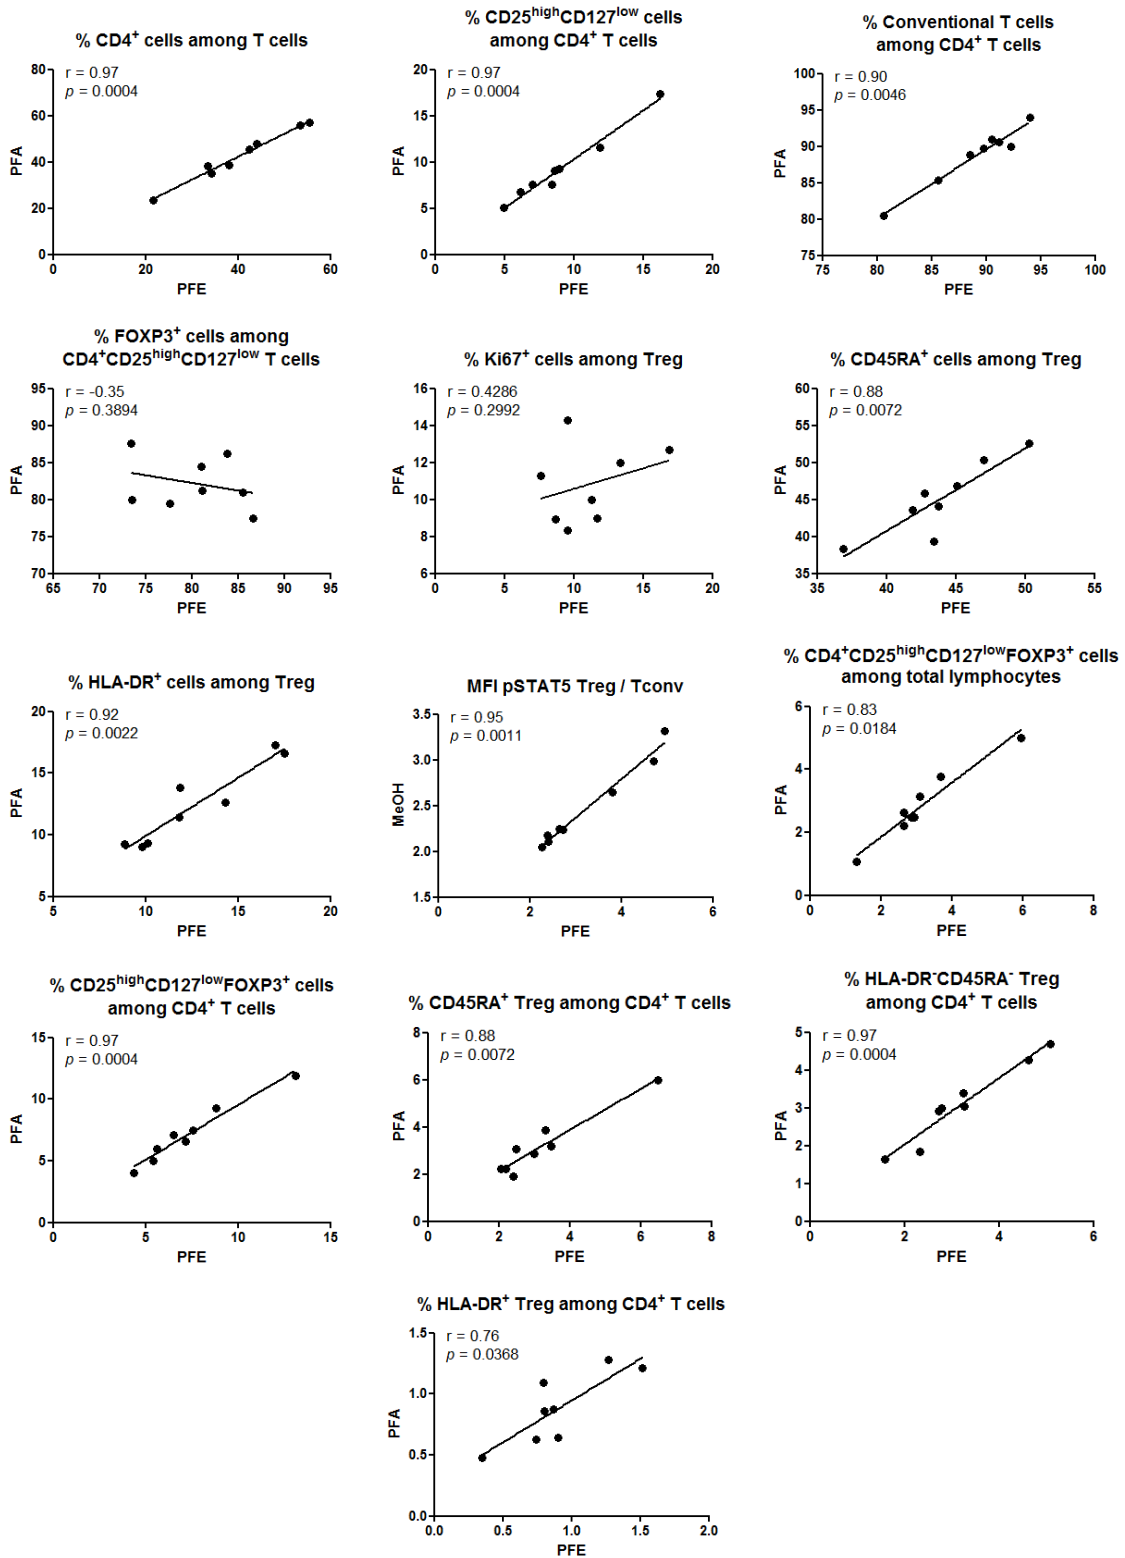 % CD4⁺ cells among T cells
r = 0.97
p = 0.0004
80
60
40
20
0
PFA
0 20 40 60
PFE
% CD25ʰⁱᵍʰCD127ˡᵒʷ cells
among CD4⁺ T cells
r = 0.97
p = 0.0004
20
15
10
5
0
PFA
0 5 10 15 20
PFE
% Conventional T cells
among CD4⁺ T cells
r = 0.90
p = 0.0046
100
95
90
85
80
75
PFA
75 80 85 90 95 100
PFE
% FOXP3⁺ cells among
CD4⁺CD25ʰⁱᵍʰCD127ˡᵒʷ T cells
r = -0.35
p = 0.3894
95
90
85
80
75
70
PFA
65 70 75 80 85 90 95
PFE
% Ki67⁺ cells among Treg
r = 0.4286
p = 0.2992
16
14
12
10
8
6
PFA
0 5 10 15 20
PFE
% CD45RA⁺ cells among Treg
r = 0.88
p = 0.0072
60
55
50
45
40
35
PFA
35 40 45 50 55
PFE
% HLA-DR⁺ cells among Treg
r = 0.92
p = 0.0022
20
15
10
5
PFA
5 10 15 20
PFE
MFI pSTAT5 Treg / Tconv
r = 0.95
p = 0.0011
3.5
3.0
2.5
2.0
1.5
MeOH
0 2 4 6
PFE
% CD4⁺CD25ʰⁱᵍʰCD127ˡᵒʷFOXP3⁺ cells
among total lymphocytes
r = 0.83
p = 0.0184
6
4
2
0
PFA
0 2 4 6 8
PFE
% CD25ʰⁱᵍʰCD127ˡᵒʷFOXP3⁺ cells
among CD4⁺ T cells
r = 0.97
p = 0.0004
15
10
5
0
PFA
0 5 10 15
PFE
% CD45RA⁺ Treg among CD4⁺ T cells
r = 0.88
p = 0.0072
8
6
4
2
0
PFA
0 2 4 6 8
PFE
% HLA-DR⁻CD45RA⁻ Treg
among CD4⁺ T cells
r = 0.97
p = 0.0004
5
4
3
2
1
0
PFA
0 2 4 6
PFE
% HLA-DR⁺ Treg among CD4⁺ T cells
r = 0.76
p = 0.0368
1.5
1.0
0.5
0.0
PFA
0.0 0.5 1.0 1.5 2.0
PFE